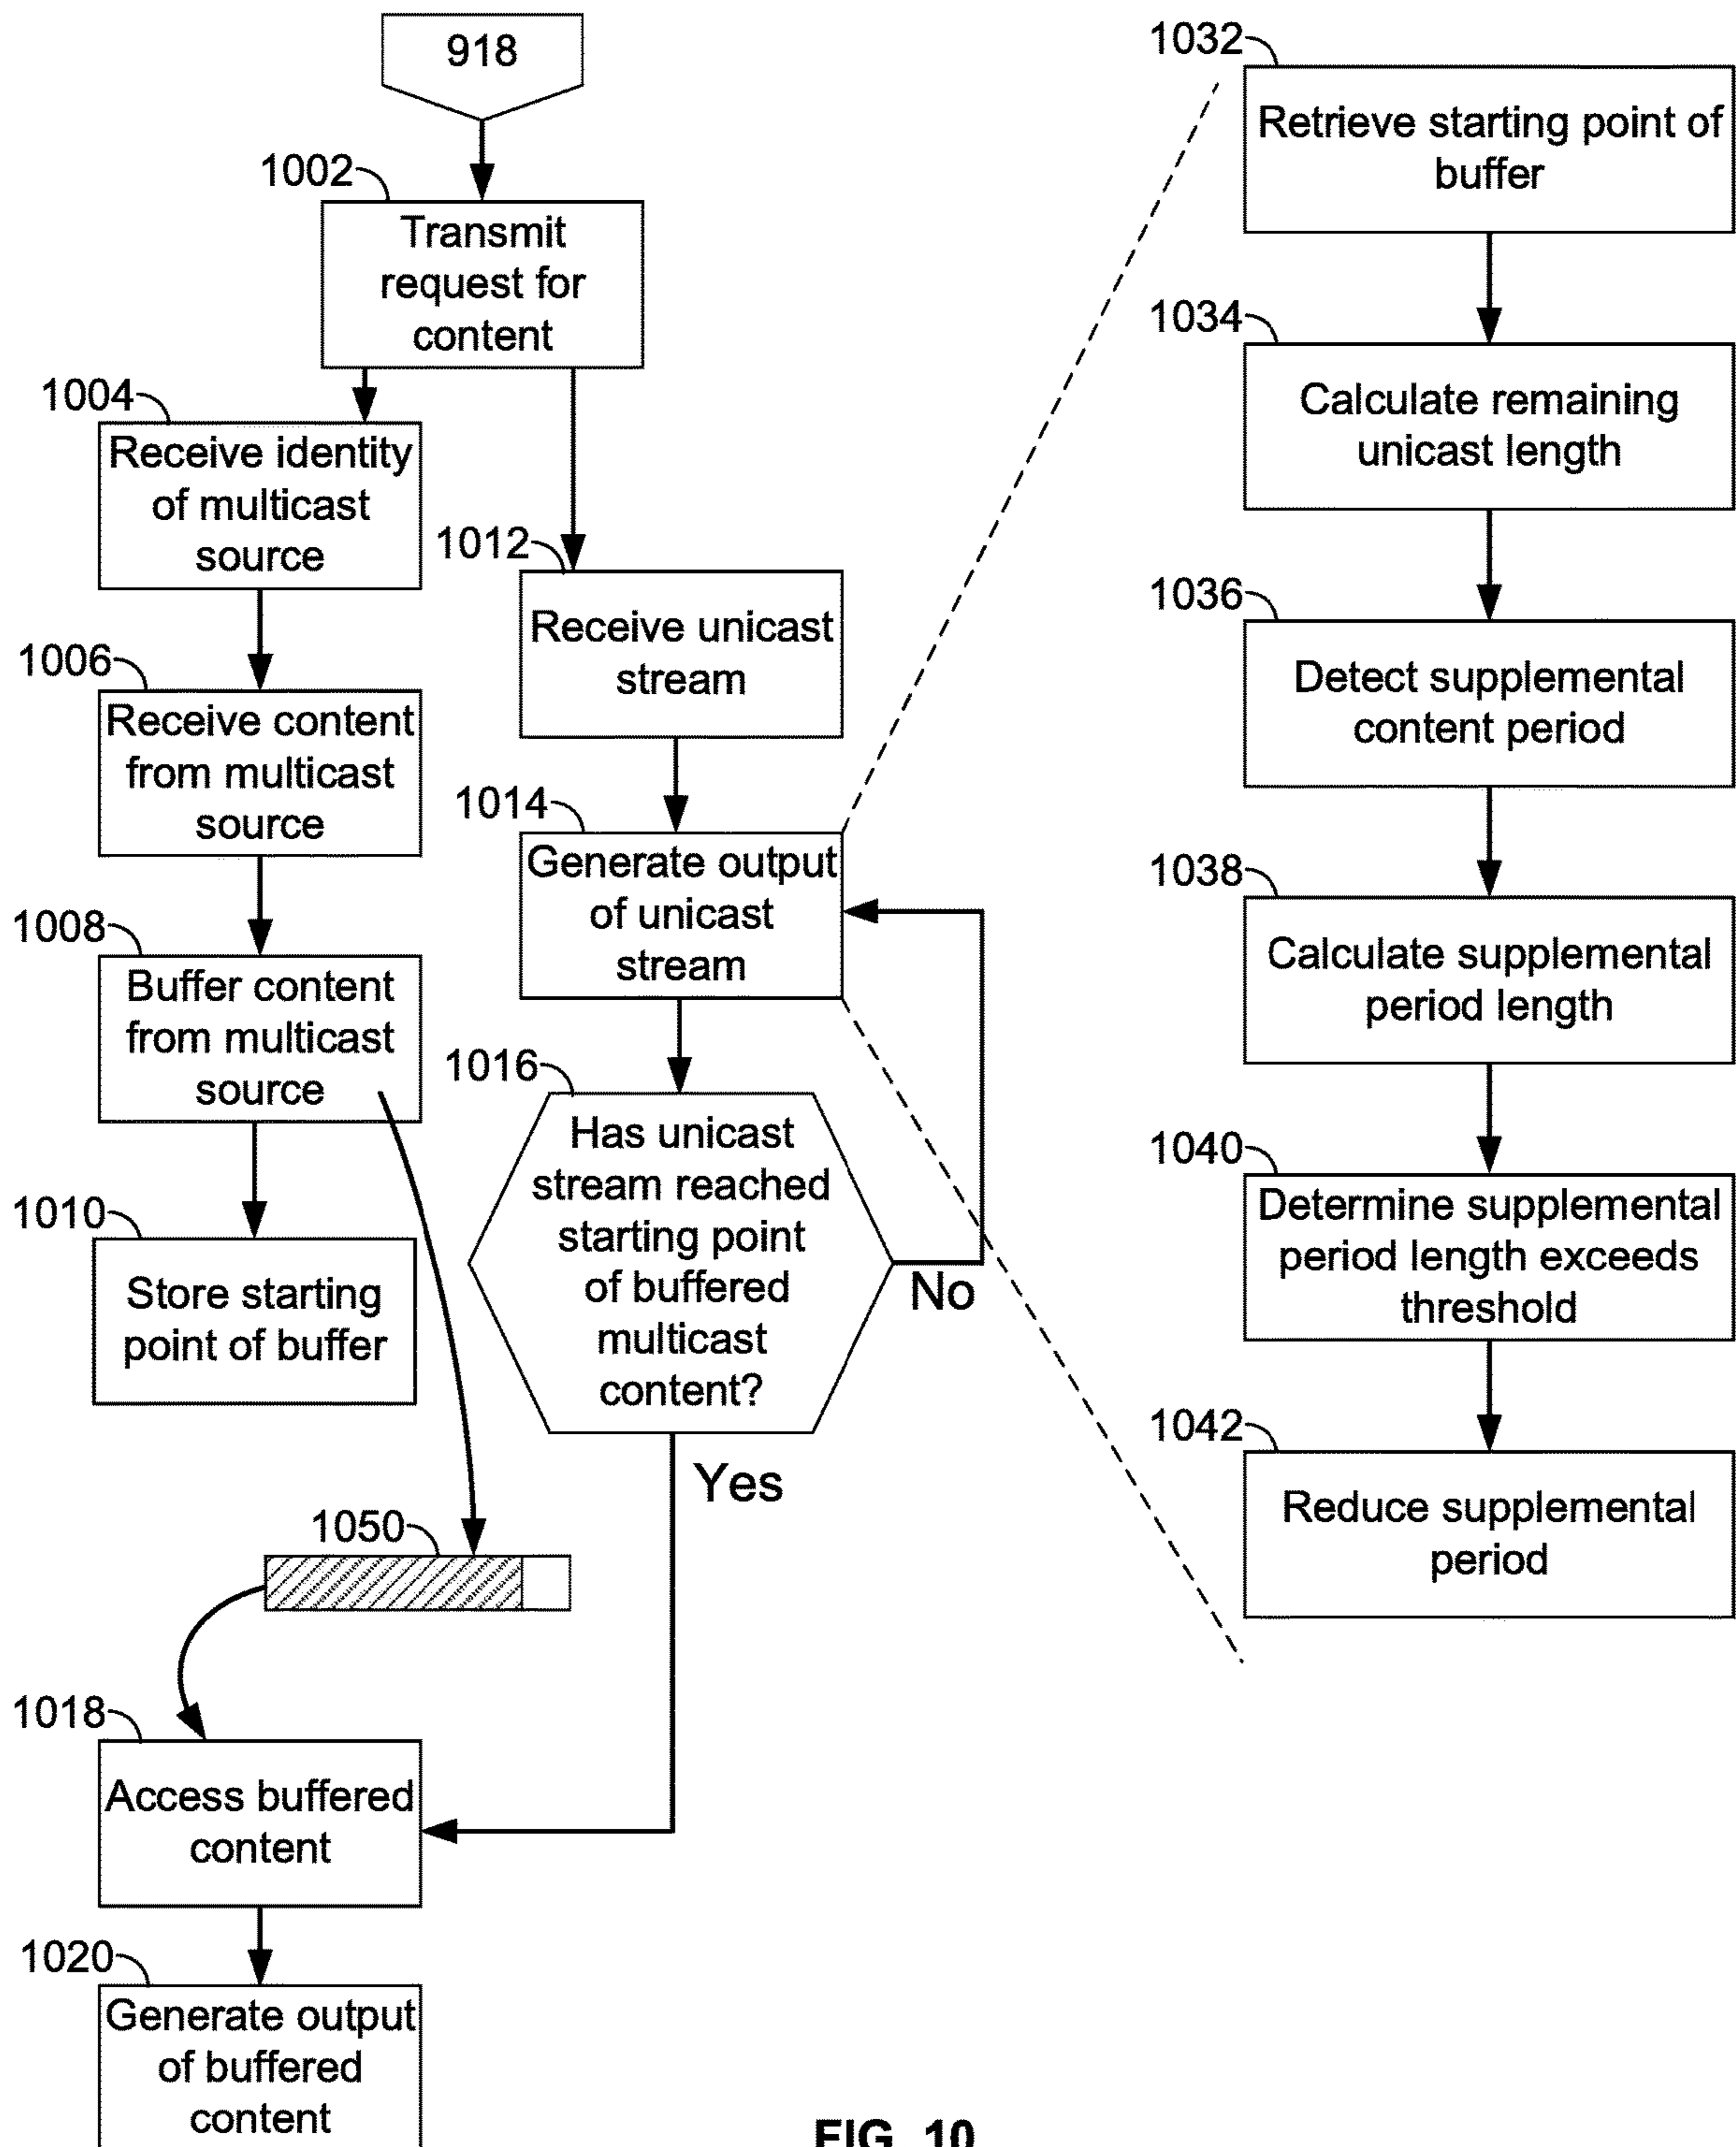 918
1002
Transmit
request for
content
1004
Receive identity
of multicast
source
1006
Receive content
from multicast
source
1008
Buffer content
from multicast
source
1010
Store starting
point of buffer
1012
Receive unicast
stream
1014
Generate output
of unicast
stream
1016
Has unicast
stream reached
starting point
of buffered
multicast
content?
No
Yes
1050
1018
Access buffered
content
1020
Generate output
of buffered
content
1032
Retrieve starting point of
buffer
1034
Calculate remaining
unicast length
1036
Detect supplemental
content period
1038
Calculate supplemental
period length
1040
Determine supplemental
period length exceeds
threshold
1042
Reduce supplemental
period
FIG. 10